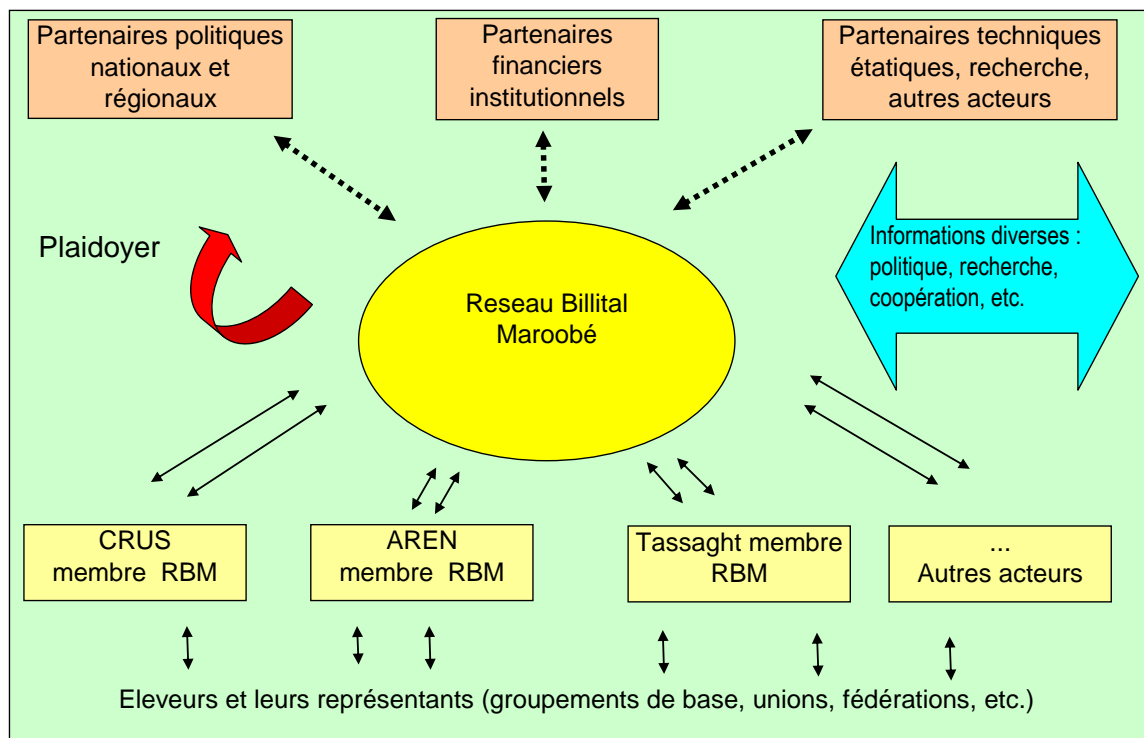 Partenaires politiques
nationaux et
régionaux
Partenaires
financiers
institutionnels
Partenaires techniques
étatiques, recherche,
autres acteurs
Plaidoyer
Informations diverses :
politique, recherche,
coopération, etc.
Reseau Billital
Maroobé
CRUS
membre RBM
AREN
membre RBM
Tassaght membre
RBM
...
Autres acteurs
Eleveurs et leurs représentants (groupements de base, unions, fédérations, etc.)